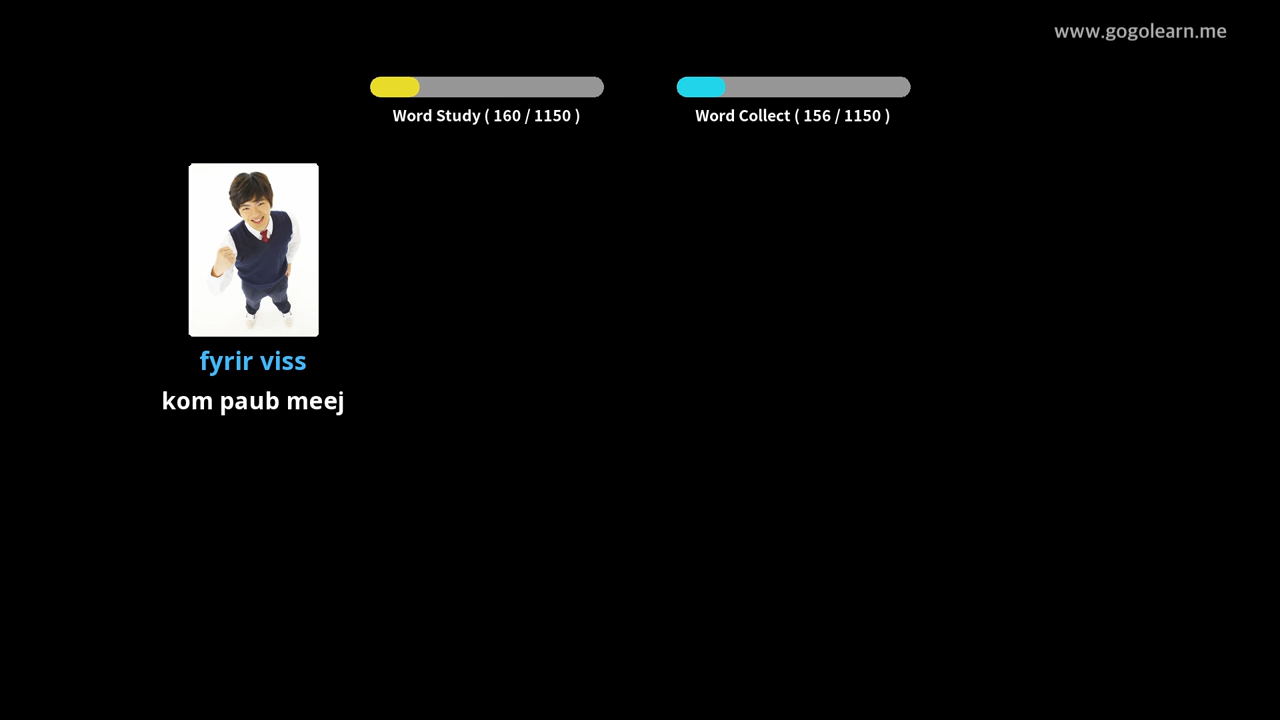 www.gogolearn.me
Word Study ( 160 / 1150 )
Word Collect ( 156 / 1150 )
fyrir viss
kom paub meej